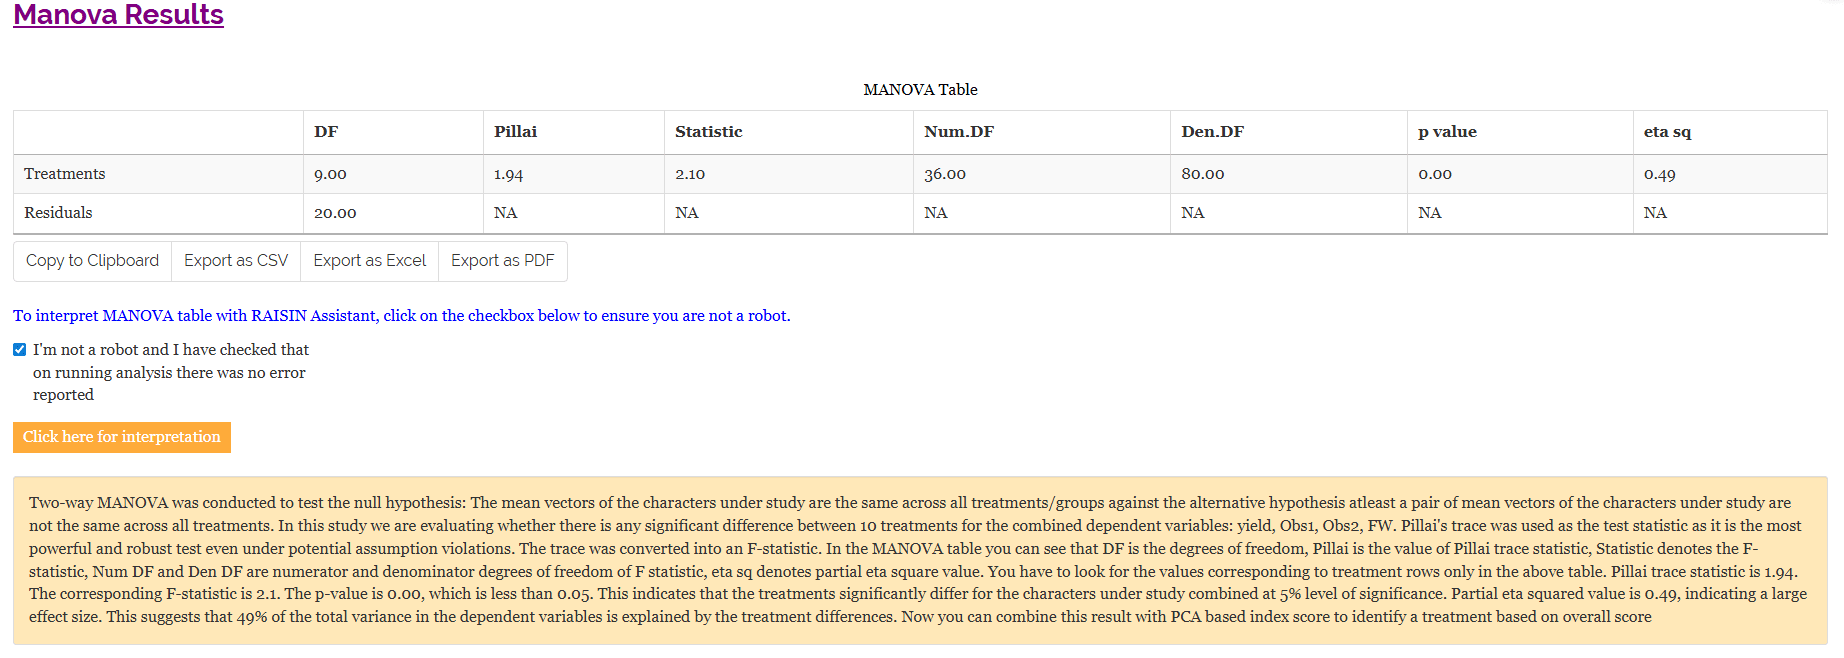 Manova Results
MANOVA Table
DF Pillai Statistic Num.DF Den.DF p value eta sq
Treatments 9.00 1.94 2.10 36.00 80.00 0.00 0.49
Residuals 20.00 NA NA NA NA NA
Copy to Clipboard Export as CSV Export as Excel Export as PDF
To interpret MANOVA table with RAISIN Assistant, click on the checkbox below to ensure you are not a robot.
I'm not a robot and I have checked that
on running analysis there was no error
reported
Click here for interpretation
Two-way MANOVA was conducted to test the null hypothesis: The mean vectors of the characters under study are the same across all treatments/groups against the alternative hypothesis atleast a pair of mean vectors of the characters under study are
not the same across all treatments. In this study we are evaluating whether there is any significant difference between 10 treatments for the combined dependent variables: yield, Obs1, Obs2, FW. Pillai's trace was used as the test statistic as it is the most
powerful and robust test even under potential assumption violations. The trace was converted into an F-statistic. In the MANOVA table you can see that DF is the degrees of freedom, Pillai is the value of Pillai trace statistic, Statistic denotes the F-
statistic, Num DF and Den DF are numerator and denominator degrees of freedom of F statistic, eta sq denotes partial eta square value. You have to look for the values corresponding to treatment rows only in the above table. Pillai trace statistic is 1.94.
The corresponding F-statistic is 2.1. The p-value is 0.00, which is less than 0.05. This indicates that the treatments significantly differ for the characters under study combined at 5% level of significance. Partial eta squared value is 0.49, indicating a large
effect size. This suggests that 49% of the total variance in the dependent variables is explained by the treatment differences. Now you can combine this result with PCA based index score to identify a treatment based on overall score